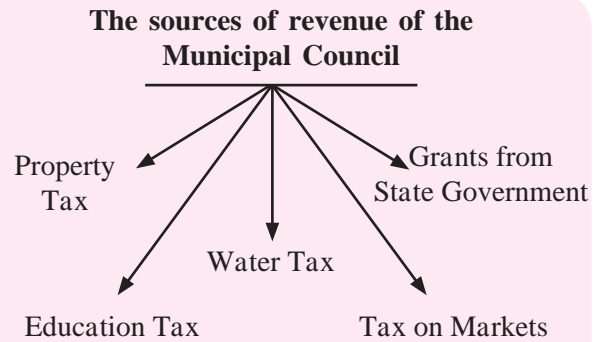 The sources of revenue of the
Municipal Council
Property
Tax
Grants from
State Government
Water Tax
Education Tax
Tax on Markets